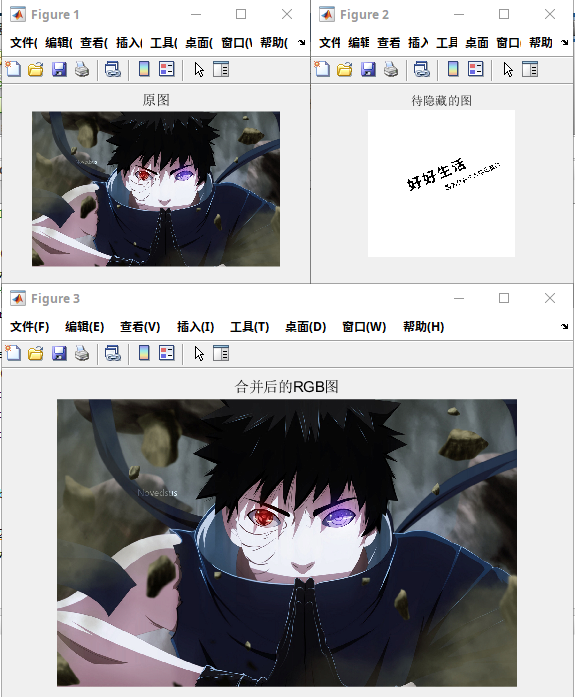 Figure 1
文件( 编辑( 查看( 插入( 工具( 桌面( 窗口(\ 帮助(
原图
Novedstis
Figure 2
文件 编辑 查看 插入 工具 桌面 窗口 帮助
待隐藏的图
好好生活
Figure 3
文件(F) 编辑(E) 查看(V) 插入(I) 工具(T) 桌面(D) 窗口(W) 帮助(H)
合并后的RGB图
Novedstis